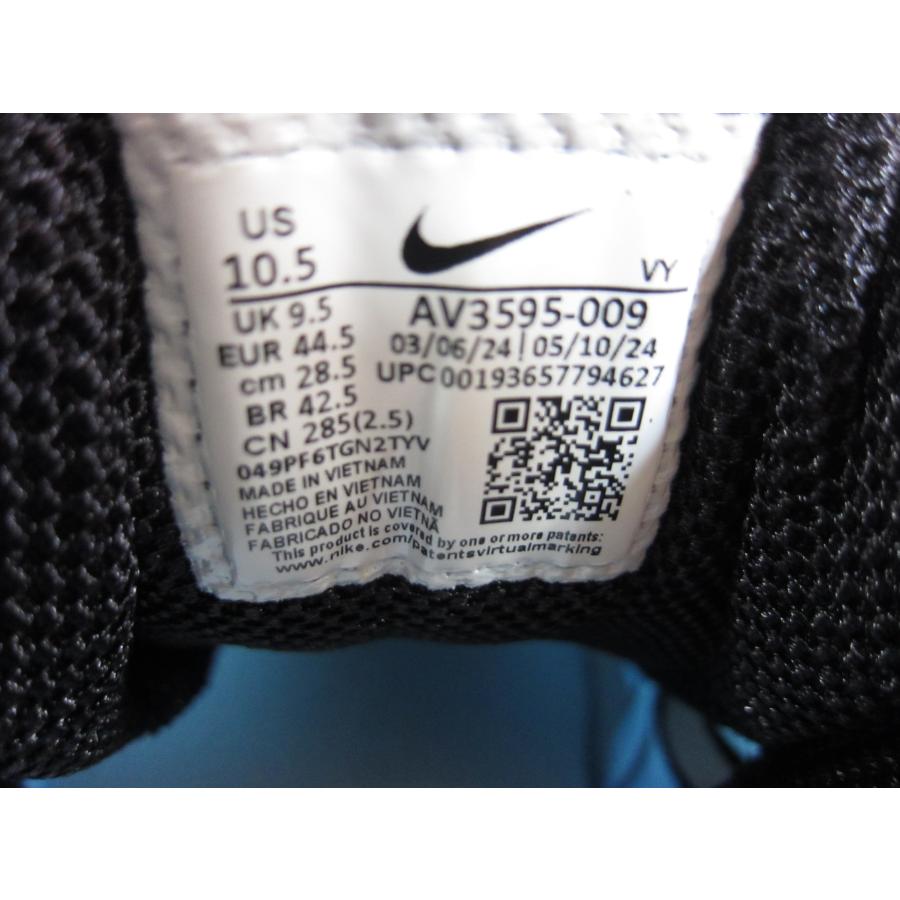 US
10.5
VY
UK 9.5
AV3595-009
EUR 44.5
03/06/24 | 05/10/24
cm 28.5
UPC00193657794627
BR 42.5
CN 285(2.5)
049PF6TGN2TYV
MADE IN VIETNAM
HECHO EN VIETNAM
FABRIQUE AU VIETNAM
FABRICADO NO VIETNÃ
This product is covered by one or more patents:
www.nike.com/patentsvirtualmarking